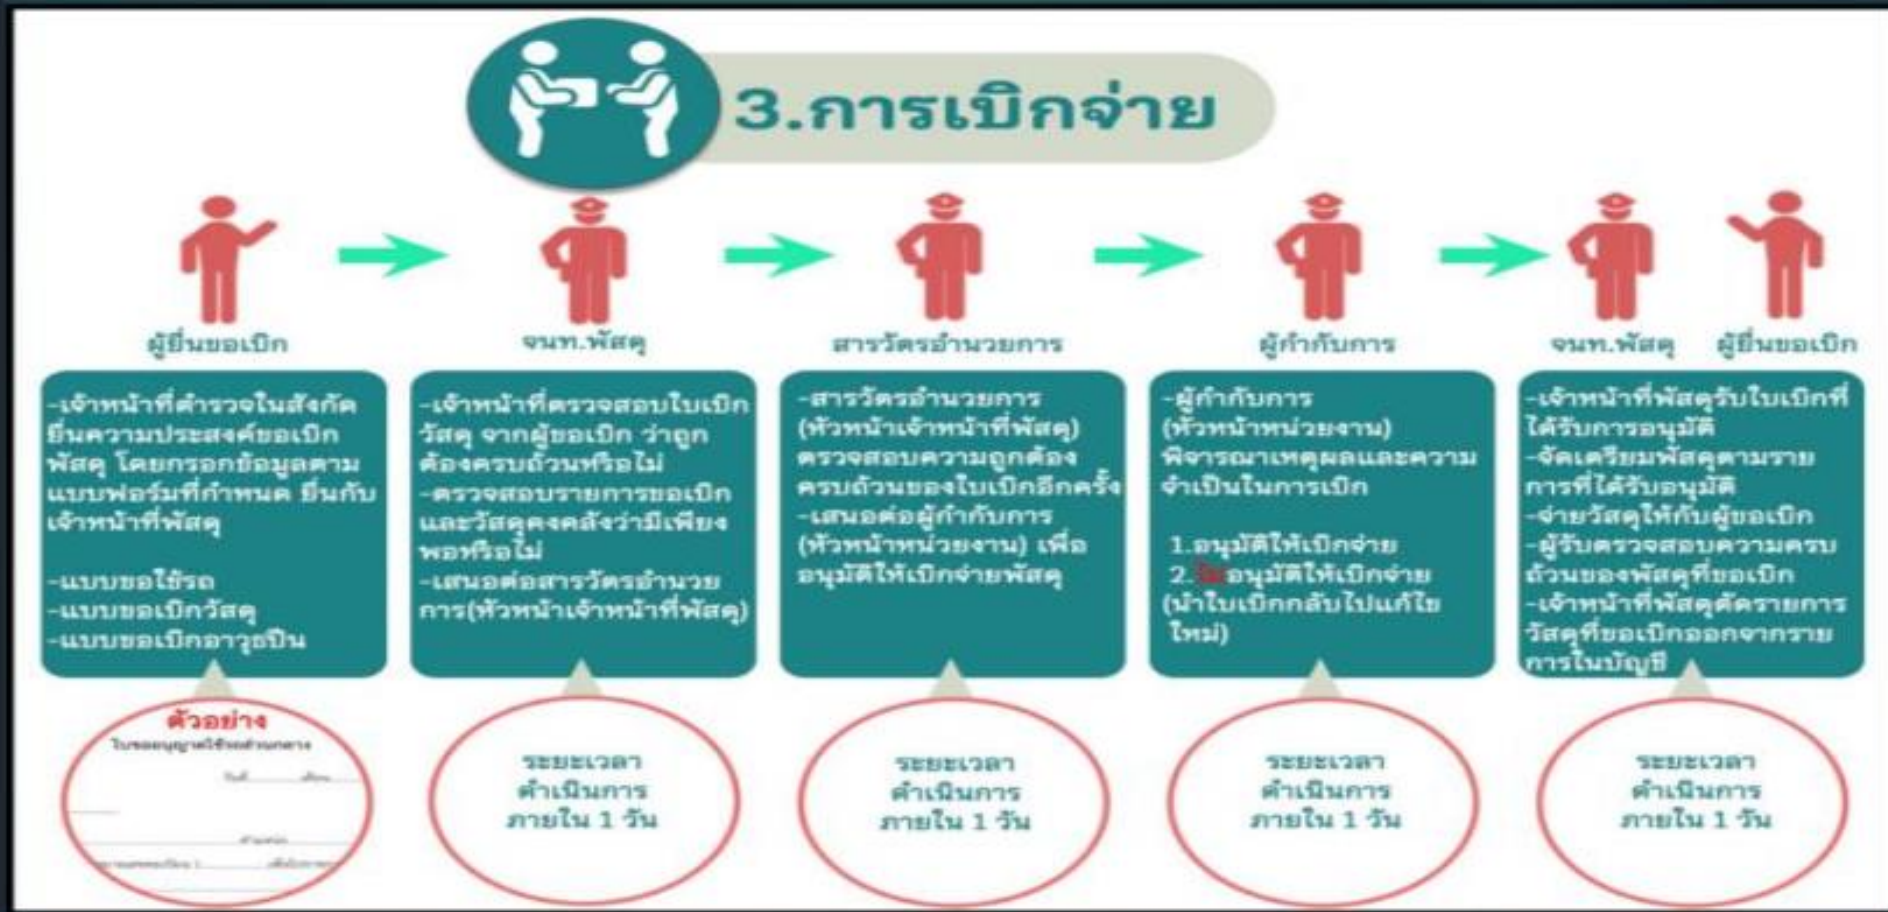 3.การเบิกจ่าย
ผู้ยื่นขอเบิก
-เจ้าหน้าที่ตำรวจในสังกัด
ยื่นความประสงค์ขอเบิก
พัสดุ โดยกรอกข้อมูลตาม
แบบฟอร์มที่กำหนด ยื่นกับ
เจ้าหน้าที่พัสดุ
-แบบขอใช้รถ
-แบบขอเบิกวัสดุ
-แบบขอเบิกอาวุธปืน
ตัวอย่าง
ใบขออนุญาตใช้รถส่วนกลาง
วันที่ เดือน
จนท.พัสดุ
-เจ้าหน้าที่ตรวจสอบใบเบิก
วัสดุ จากผู้ขอเบิก ว่าถูก
ต้องครบถ้วนหรือไม่
-ตรวจสอบรายการขอเบิก
และวัสดุคงคลังว่ามีเพียง
พอหรือไม่
-เสนอต่อสารวัตรอำนวย
การ(หัวหน้าเจ้าหน้าที่พัสดุ)
ระยะเวลา
ดำเนินการ
ภายใน 1 วัน
สารวัตรอำนวยการ
-สารวัตรอำนวยการ
(หัวหน้าเจ้าหน้าที่พัสดุ)
ตรวจสอบความถูกต้อง
ครบถ้วนของใบเบิกอีกครั้ง
-เสนอต่อผู้กำกับการ
(หัวหน้าหน่วยงาน) เพื่อ
อนุมัติให้เบิกจ่ายพัสดุ
ระยะเวลา
ดำเนินการ
ภายใน 1 วัน
ผู้กำกับการ
-ผู้กำกับการ
(หัวหน้าหน่วยงาน)
พิจารณาเหตุผลและความ
จำเป็นในการเบิก
1.อนุมัติให้เบิกจ่าย
2.ไม่อนุมัติให้เบิกจ่าย
(นำใบเบิกกลับไปแก้ไข
ใหม่)
ระยะเวลา
ดำเนินการ
ภายใน 1 วัน
จนท.พัสดุ ผู้ยื่นขอเบิก
-เจ้าหน้าที่พัสดุรับใบเบิกที่
ได้รับการอนุมัติ
-จัดเตรียมพัสดุตามราย
การที่ได้รับอนุมัติ
-จ่ายวัสดุให้กับผู้ขอเบิก
-ผู้รับตรวจสอบความครบ
ถ้วนของพัสดุที่ขอเบิก
-เจ้าหน้าที่พัสดุตัดรายการ
วัสดุที่ขอเบิกออกจากราย
การในบัญชี
ระยะเวลา
ดำเนินการ
ภายใน 1 วัน